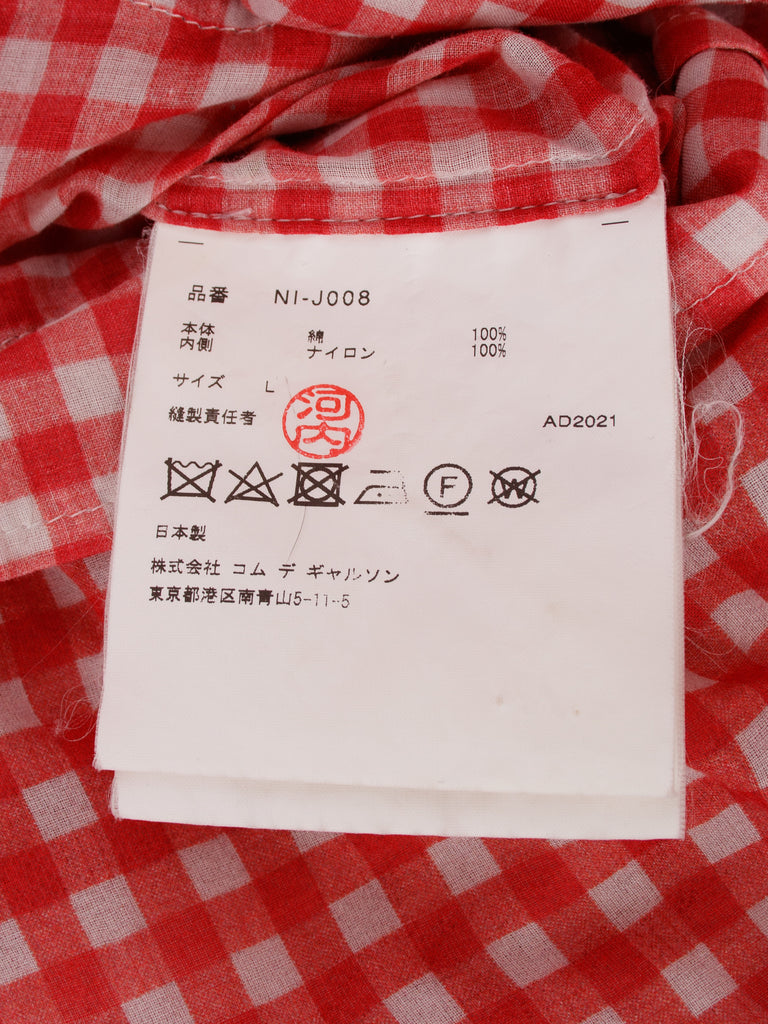 品番 NI-J008
本体 綿 100%
内側 ナイロン 100%
サイズ L
縫製責任者 河内 AD2021
F W
日本製
株式会社 コム デ ギャルソン
東京都港区南青山5-11-5